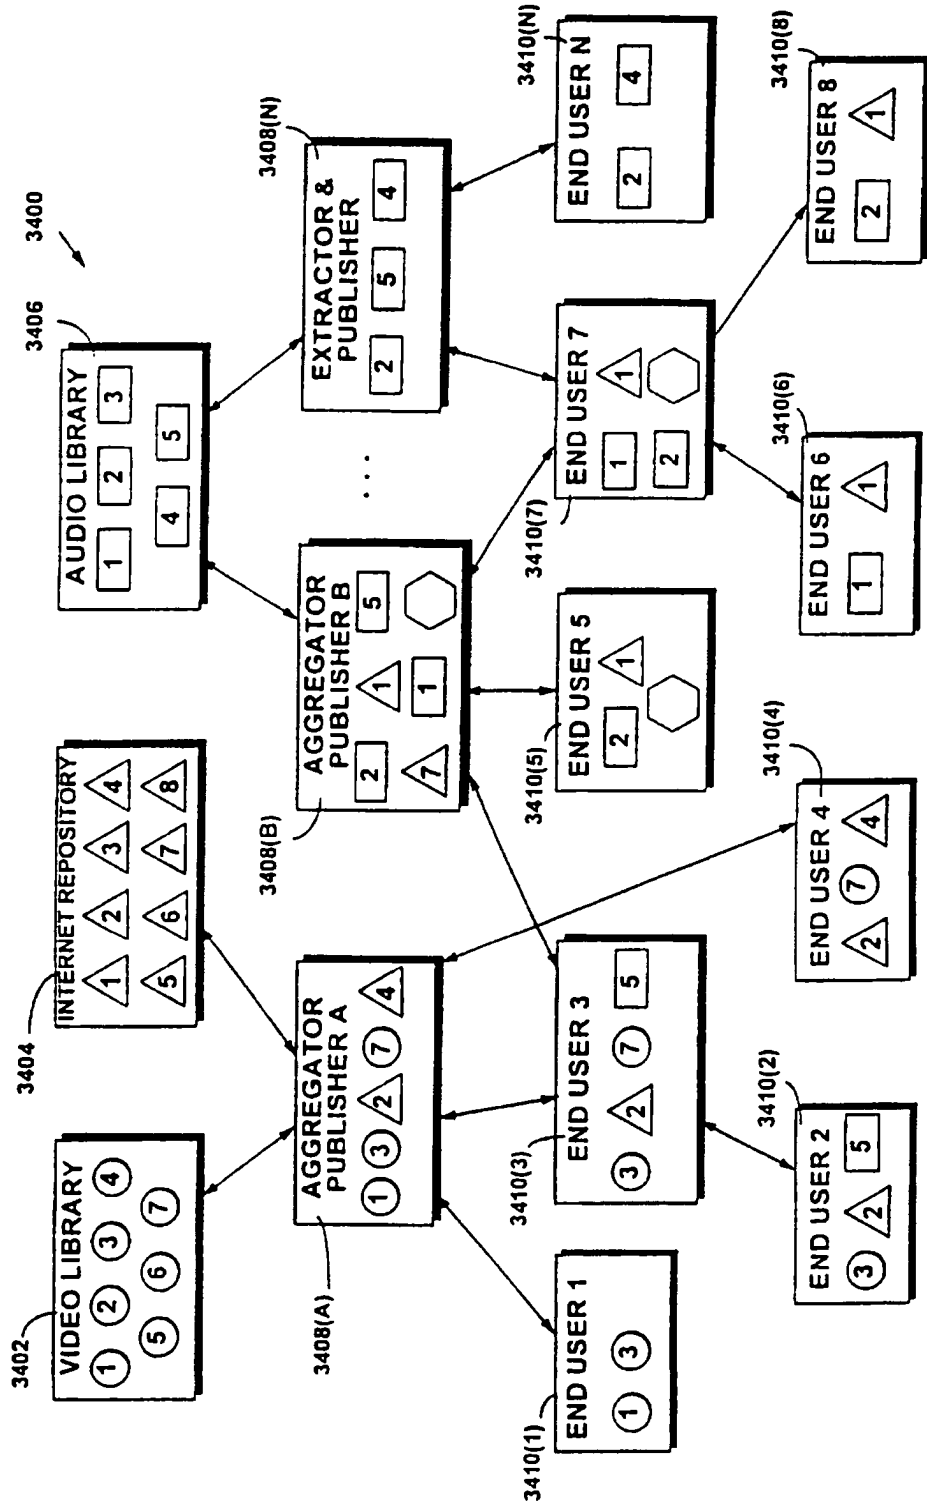 3400
3402
VIDEO LIBRARY
1 2 3 4
5 6 7
3404
INTERNET REPOSITORY
1 2 3 4
5 6 7 8
3406
AUDIO LIBRARY
1 2 3
4 5
3408(A)
AGGREGATOR
PUBLISHER A
1 3 2 7 4
3408(B)
AGGREGATOR
PUBLISHER B
2 1 5
7 1
. . .
3408(N)
EXTRACTOR &
PUBLISHER
2 5 4
3410(1)
END USER 1
1 3
3410(3)
END USER 3
3 2 7 5
3410(5)
END USER 5
2 1
3410(7)
END USER 7
1 1
2
3410(N)
END USER N
2 4
3410(2)
END USER 2
3 2 5
3410(4)
END USER 4
2 7 4
3410(6)
END USER 6
1 1
3410(8)
END USER 8
2 1